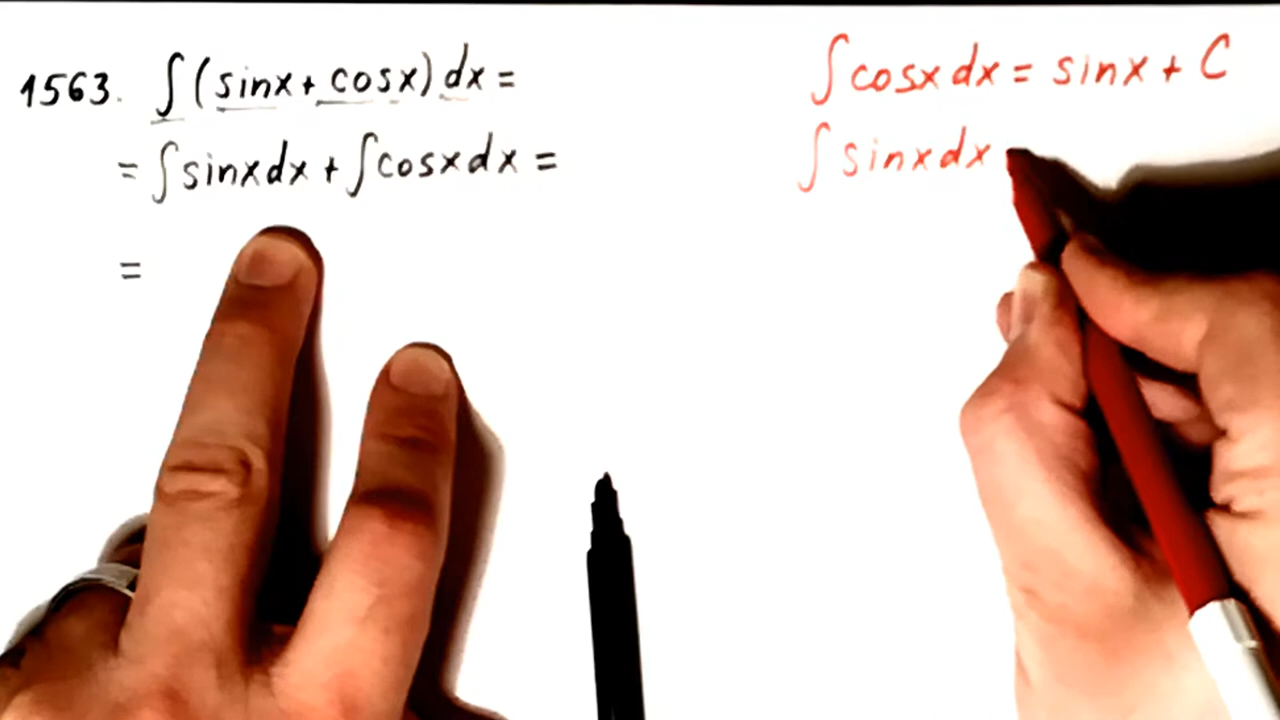 1563. ∫(sinx + cosx) dx =
= ∫sinxdx + ∫cosxdx =
=
∫cosxdx = sinx + C
∫sinxdx